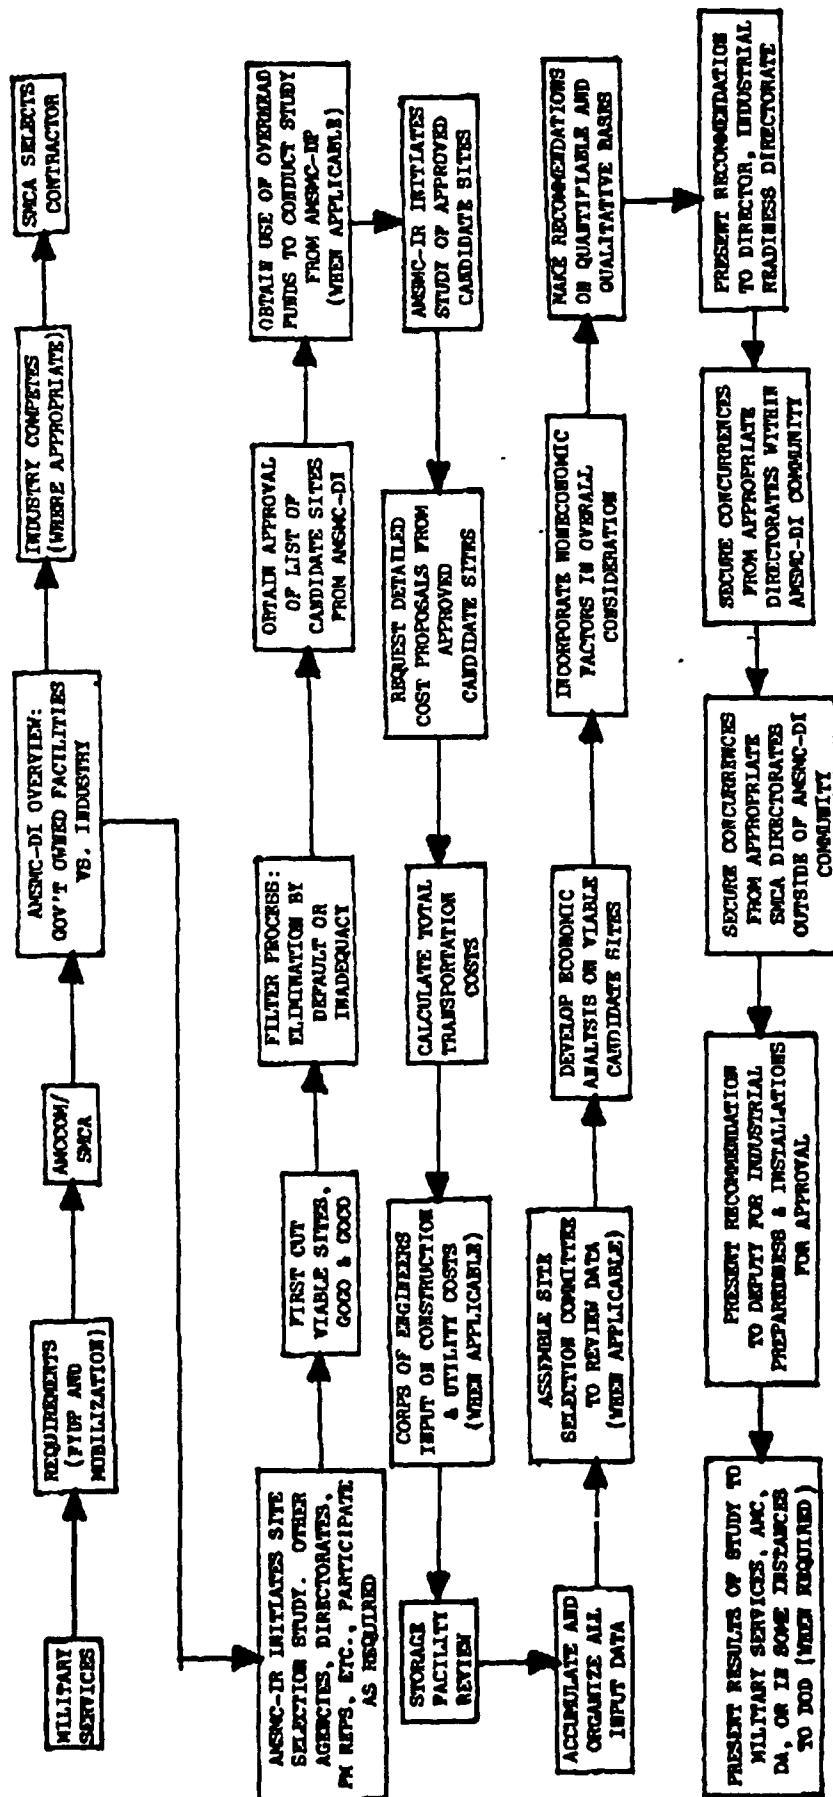 MILITARY
SERVICES
REQUIREMENTS
(FYDP AND
MOBILIZATION)
AMCCOM/
SMCA
AMSMC-DI OVERVIEW:
GOV'T OWNED FACILITIES
VS. INDUSTRY
INDUSTRY COMPETES
(WHERE APPROPRIATE)
SMCA SELECTS
CONTRACTOR
AMSMC-IR INITIATES SITE
SELECTION STUDY. OTHER
AGENCIES, DIRECTORATES,
PM REPS, ETC., PARTICIPATE
AS REQUIRED
FIRST CUT
VIABLE SITES,
GOGO & GOCO
FILTER PROCESS:
ELIMINATION BY
DEFAULT OR
INADEQUACY
OBTAIN APPROVAL
OF LIST OF
CANDIDATE SITES
FROM AMSMC-DI
OBTAIN USE OF OVERHEAD
FUNDS TO CONDUCT STUDY
FROM AMSMC-DP
(WHEN APPLICABLE)
AMSMC-IR INITIATES
STUDY OF APPROVED
CANDIDATE SITES
REQUEST DETAILED
COST PROPOSALS FROM
APPROVED
CANDIDATE SITES
CALCULATE TOTAL
TRANSPORTATION
COSTS
CORPS OF ENGINEERS
INPUT ON CONSTRUCTION
& UTILITY COSTS
(WHEN APPLICABLE)
STORAGE
FACILITY
REVIEW
ACCUMULATE AND
ORGANIZE ALL
INPUT DATA
ASSEMBLE SITE
SELECTION COMMITTEE
TO REVIEW DATA
(WHEN APPLICABLE)
DEVELOP ECONOMIC
ANALYSIS ON VIABLE
CANDIDATE SITES
INCORPORATE NONECONOMIC
FACTORS IN OVERALL
CONSIDERATION
MAKE RECOMMENDATIONS
ON QUANTIFIABLE AND
QUALITATIVE BASES
PRESENT RECOMMENDATION
TO DIRECTOR, INDUSTRIAL
READINESS DIRECTORATE
SECURE CONCURRENCES
FROM APPROPRIATE
DIRECTORATES WITHIN
AMSMC-DI COMMUNITY
SECURE CONCURRENCES
FROM APPROPRIATE
SMCA DIRECTORATES
OUTSIDE OF AMSMC-DI
COMMUNITY
PRESENT RECOMMENDATION
TO DEPUTY FOR INDUSTRIAL
PREPAREDNESS & INSTALLATIONS
FOR APPROVAL
PRESENT RESULTS OF STUDY TO
MILITARY SERVICES, AMC,
DA, OR IN SOME INSTANCES
TO DOD (WHEN REQUIRED)